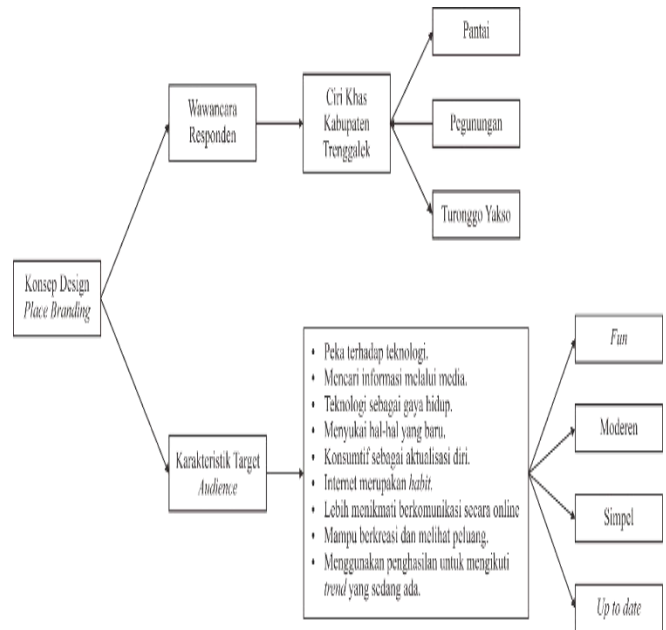 Pantai
Wawancara
Responden
Ciri Khas
Kabupaten
Trenggalek
Pegunungan
Turonggo Yakso
Konsep Design
Place Branding
Karakteristik Target
Audience
• Peka terhadap teknologi.
• Mencari informasi melalui media.
• Teknologi sebagai gaya hidup.
• Menyukai hal-hal yang baru.
• Konsumtif sebagai aktualisasi diri.
• Internet merupakan habit.
• Lebih menikmati berkomunikasi secara online
• Mampu berkreasi dan melihat peluang.
• Menggunakan penghasilan untuk mengikuti
trend yang sedang ada.
Fun
Moderen
Simpel
Up to date